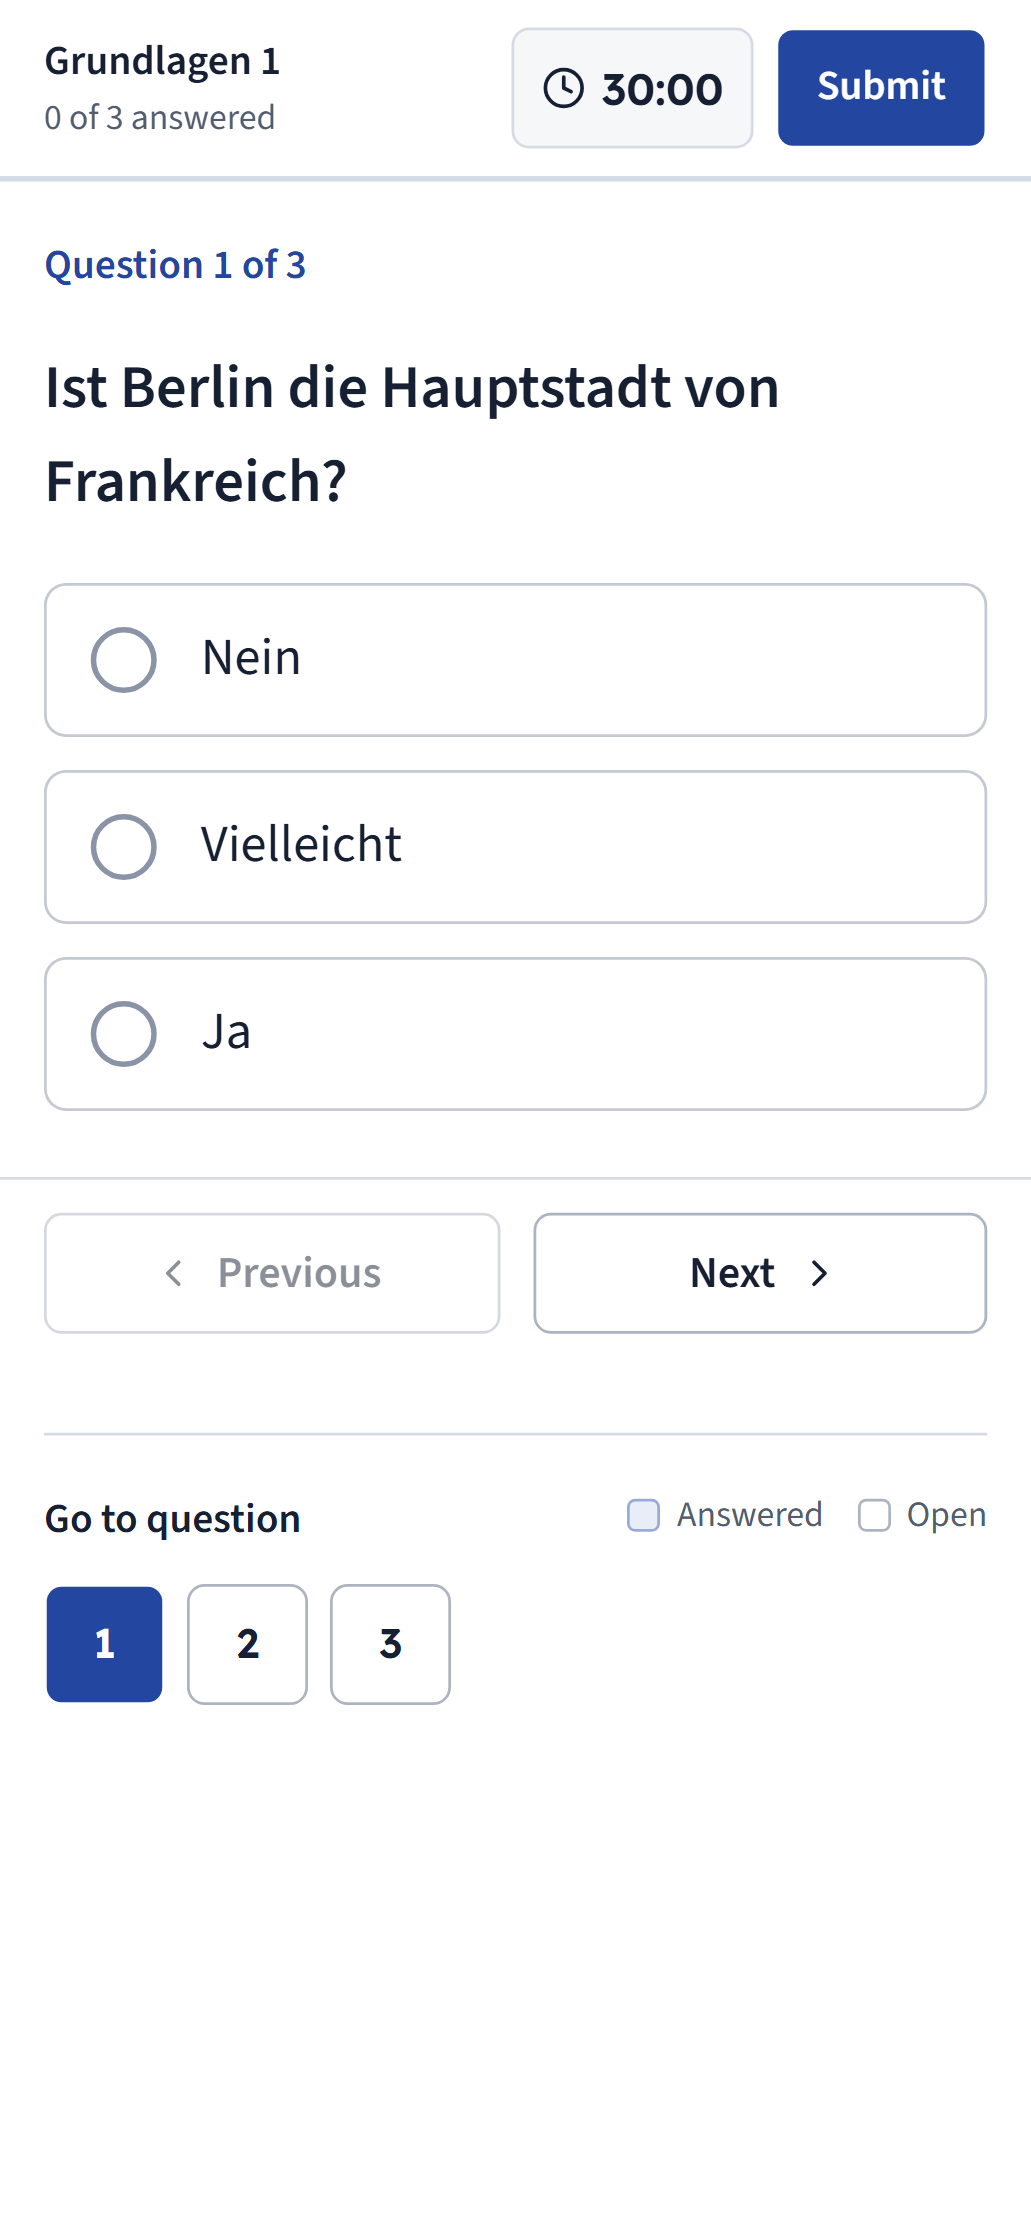 Grundlagen 1
0 of 3 answered
30:00
Submit
Question 1 of 3
Ist Berlin die Hauptstadt von
Frankreich?
Nein
Vielleicht
Ja
Previous
Next
Go to question
Answered
Open
1
2
3